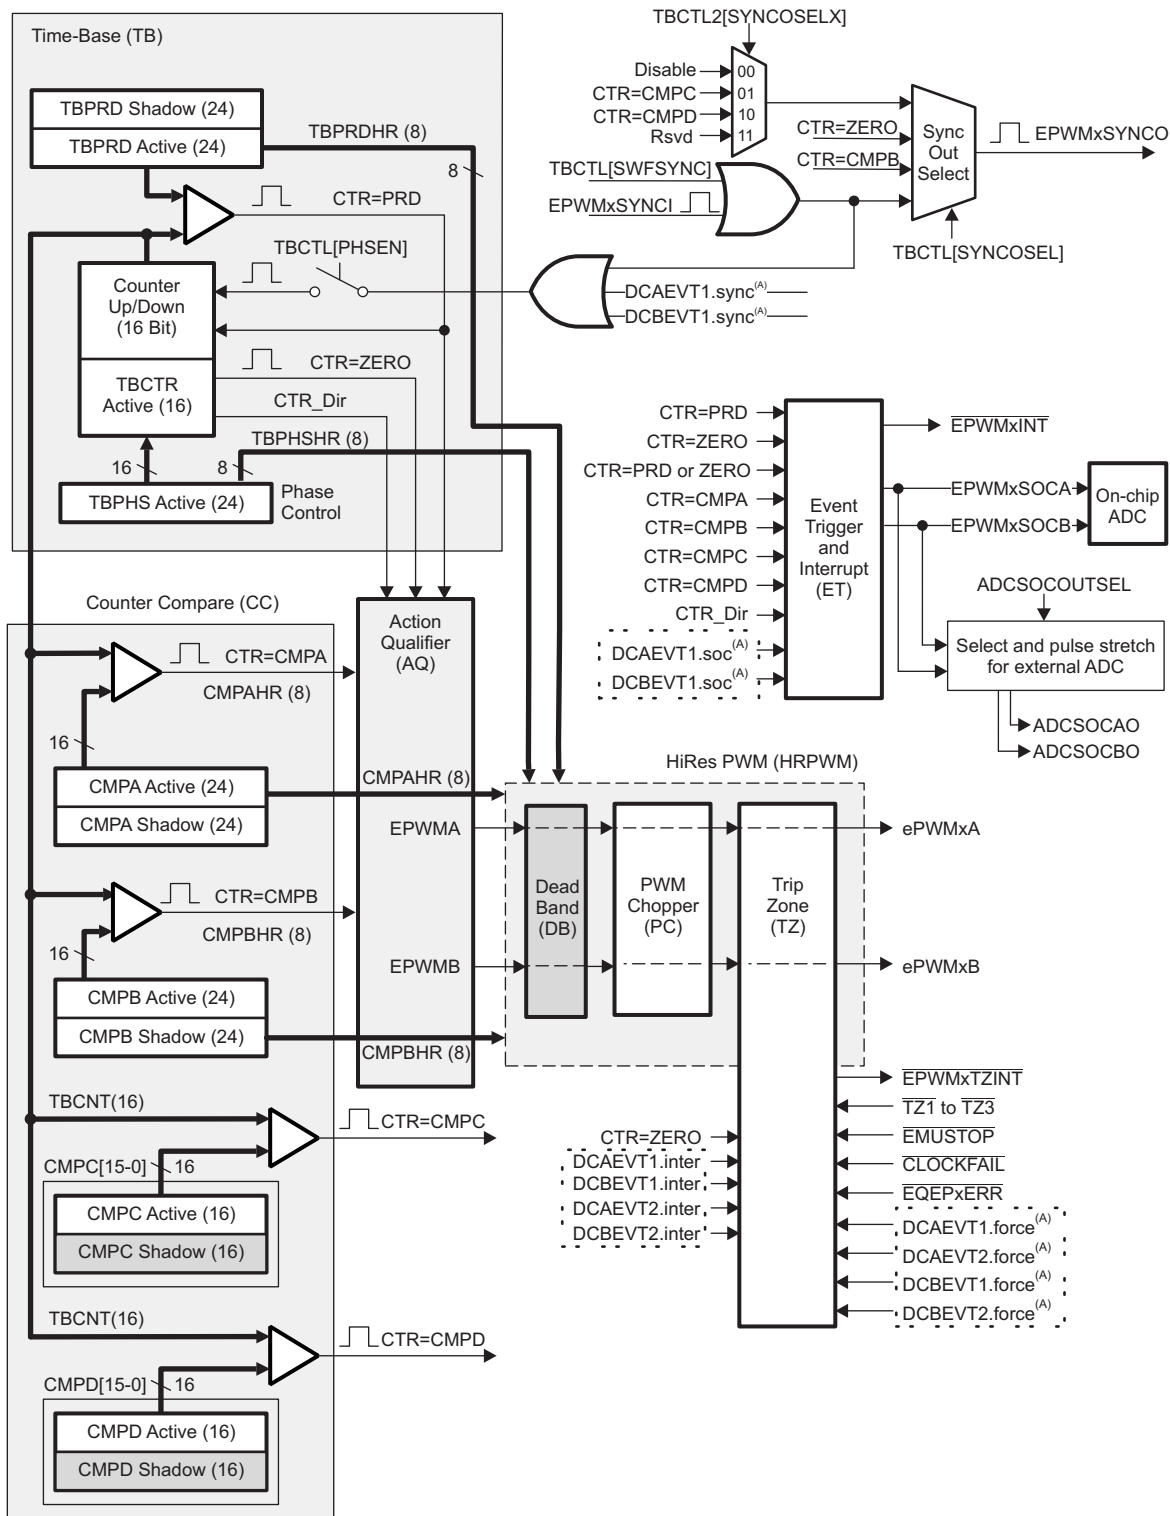 TBCTL2[SYNCOSELX]
Time-Base (TB)
Disable
00
CTR=CMPC
01
CTR=CMPD
10
Rsvd
11
TBPRD Shadow (24)
TBPRD Active (24)
TBPRDHR (8)
8
CTR=ZERO
CTR=CMPB
Sync
Out
Select
EPWMxSYNCO
TBCTL[SWFSYNC]
EPWMxSYNCI
TBCTL[SYNCOSEL]
CTR=PRD
TBCTL[PHSEN]
Counter
Up/Down
(16 Bit)
DCAEVT1.sync(A)
DCBEVT1.sync(A)
CTR=ZERO
TBCTR
Active (16)
CTR_Dir
TBPHSHR (8)
16
8
TBPHS Active (24)
Phase
Control
CTR=PRD
CTR=ZERO
CTR=PRD or ZERO
CTR=CMPA
CTR=CMPB
CTR=CMPC
CTR=CMPD
CTR_Dir
DCAEVT1.soc(A)
DCBEVT1.soc(A)
Event
Trigger
and
Interrupt
(ET)
EPWMxINT
EPWMxSOCA
EPWMxSOCB
On-chip
ADC
ADCSOCOUTSEL
Select and pulse stretch
for external ADC
ADCSOCAO
ADCSOCBO
Counter Compare (CC)
Action
Qualifier
(AQ)
CTR=CMPA
CMPAHR (8)
16
CMPA Active (24)
CMPA Shadow (24)
CMPAHR (8)
HiRes PWM (HRPWM)
EPWMA
ePWMxA
CTR=CMPB
CMPBHR (8)
16
Dead
Band
(DB)
PWM
Chopper
(PC)
Trip
Zone
(TZ)
EPWMB
ePWMxB
CMPB Active (24)
CMPB Shadow (24)
CMPBHR (8)
EPWMxTZINT
TZ1 to TZ3
EMUSTOP
CLOCKFAIL
EQEPxERR
DCAEVT1.force(A)
DCAEVT2.force(A)
DCBEVT1.force(A)
DCBEVT2.force(A)
CTR=ZERO
DCAEVT1.inter
DCBEVT1.inter
DCAEVT2.inter
DCBEVT2.inter
TBCNT(16)
CTR=CMPC
CMPC[15-0]
16
CMPC Active (16)
CMPC Shadow (16)
TBCNT(16)
CTR=CMPD
CMPD[15-0]
16
CMPD Active (16)
CMPD Shadow (16)